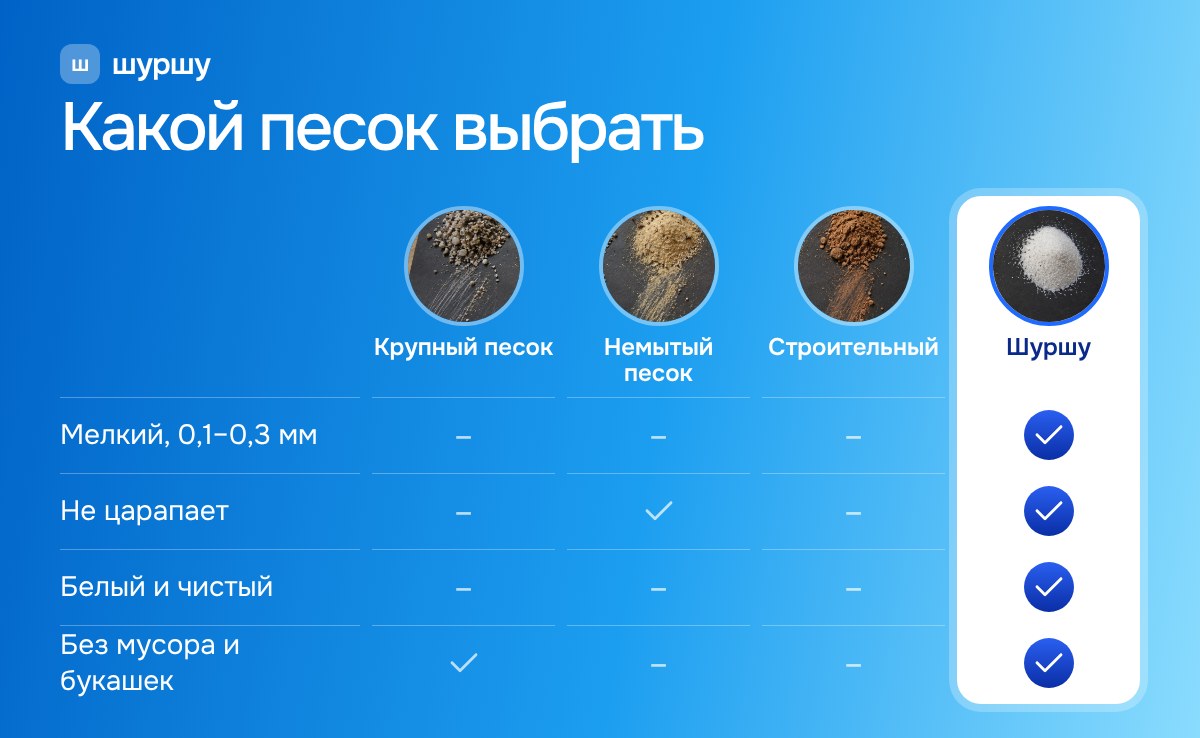 ш шуршу
Какой песок выбрать
Крупный песок
Немытый
песок
Строительный
Шуршу
Мелкий, 0,1–0,3 мм – – –
Не царапает – –
Белый и чистый – – –
Без мусора и
букашек – –